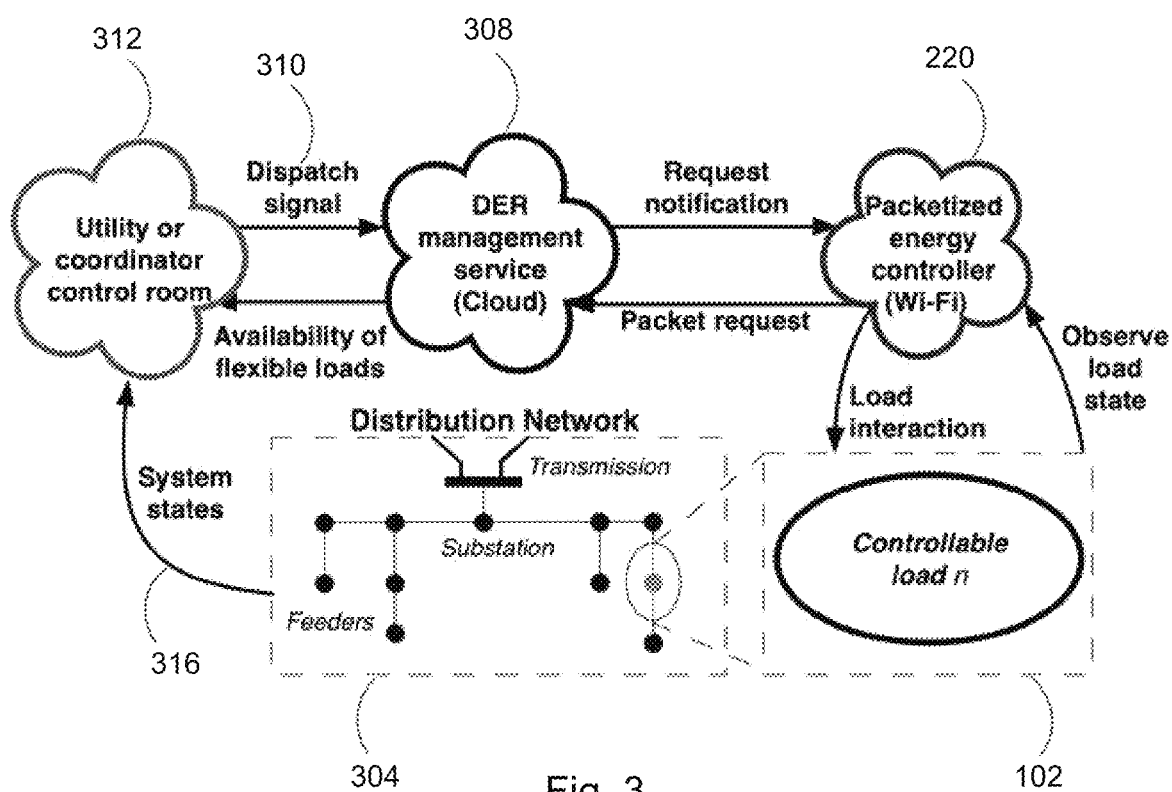 312
310
308
220
Dispatch
signal
Utility or
coordinator
control room
Availability of
flexible loads
DER
management
service
(Cloud)
Request
notification
Packet request
Packetized
energy
controller
(Wi-Fi)
Observe
load
state
Load
interaction
System
states
Distribution Network
Transmission
Substation
Feeders
Controllable
load n
316
304
Fig. 3
102